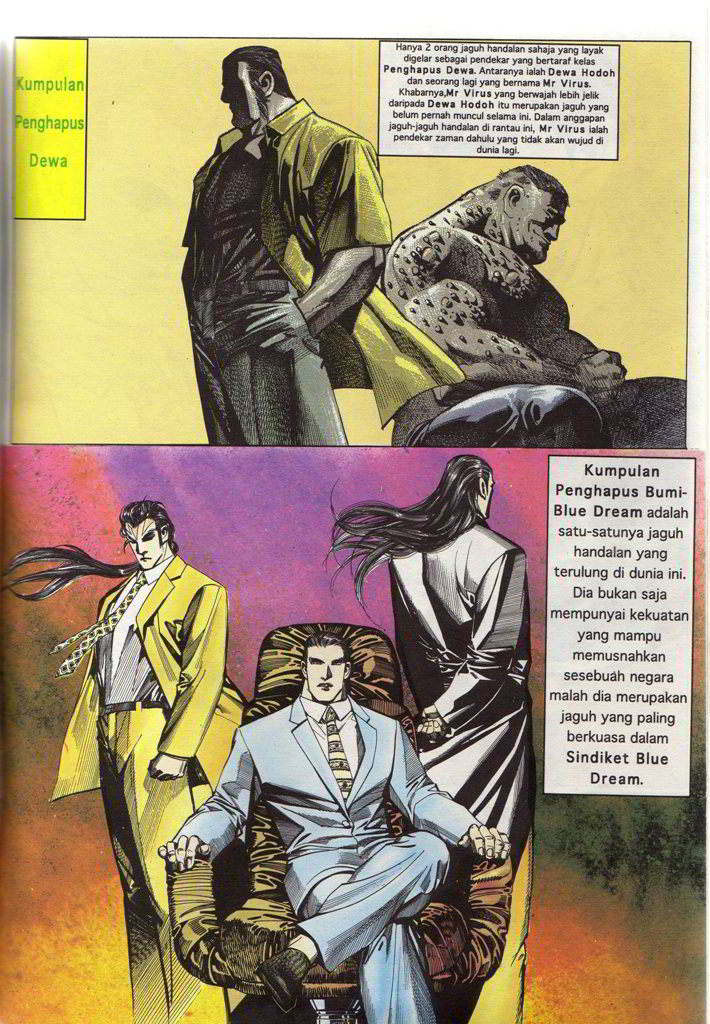 Kumpulan
Penghapus
Dewa
Hanya 2 orang jaguh handalan sahaja yang layak
digelar sebagai pendekar yang bertaraf kelas
Penghapus Dewa. Antaranya ialah Dewa Hodoh
dan seorang lagi yang bernama Mr Virus.
Khabarnya,Mr Virus yang berwajah lebih jelik
daripada Dewa Hodoh itu merupakan jaguh yang
belum pernah muncul selama ini. Dalam anggapan
jaguh-jaguh handalan di rantau ini, Mr Virus ialah
pendekar zaman dahulu yang tidak akan wujud di
dunia lagi.
Kumpulan
Penghapus Bumi-
Blue Dream adalah
satu-satunya jaguh
handalan yang
terulung di dunia ini.
Dia bukan saja
mempunyai kekuatan
yang mampu
memusnahkan
sesebuah negara
malah dia merupakan
jaguh yang paling
berkuasa dalam
Sindiket Blue
Dream.